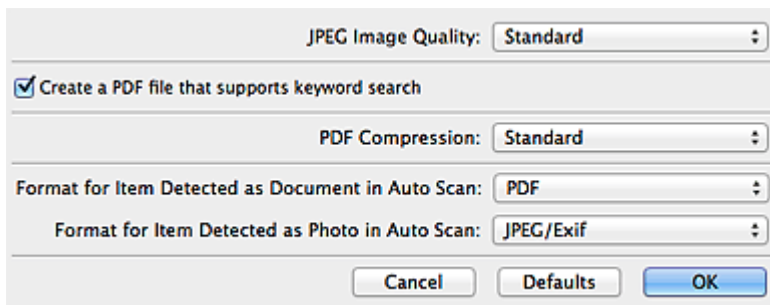 JPEG Image Quality: Standard
Create a PDF file that supports keyword search
PDF Compression: Standard
Format for Item Detected as Document in Auto Scan: PDF
Format for Item Detected as Photo in Auto Scan: JPEG/Exif
Cancel Defaults OK